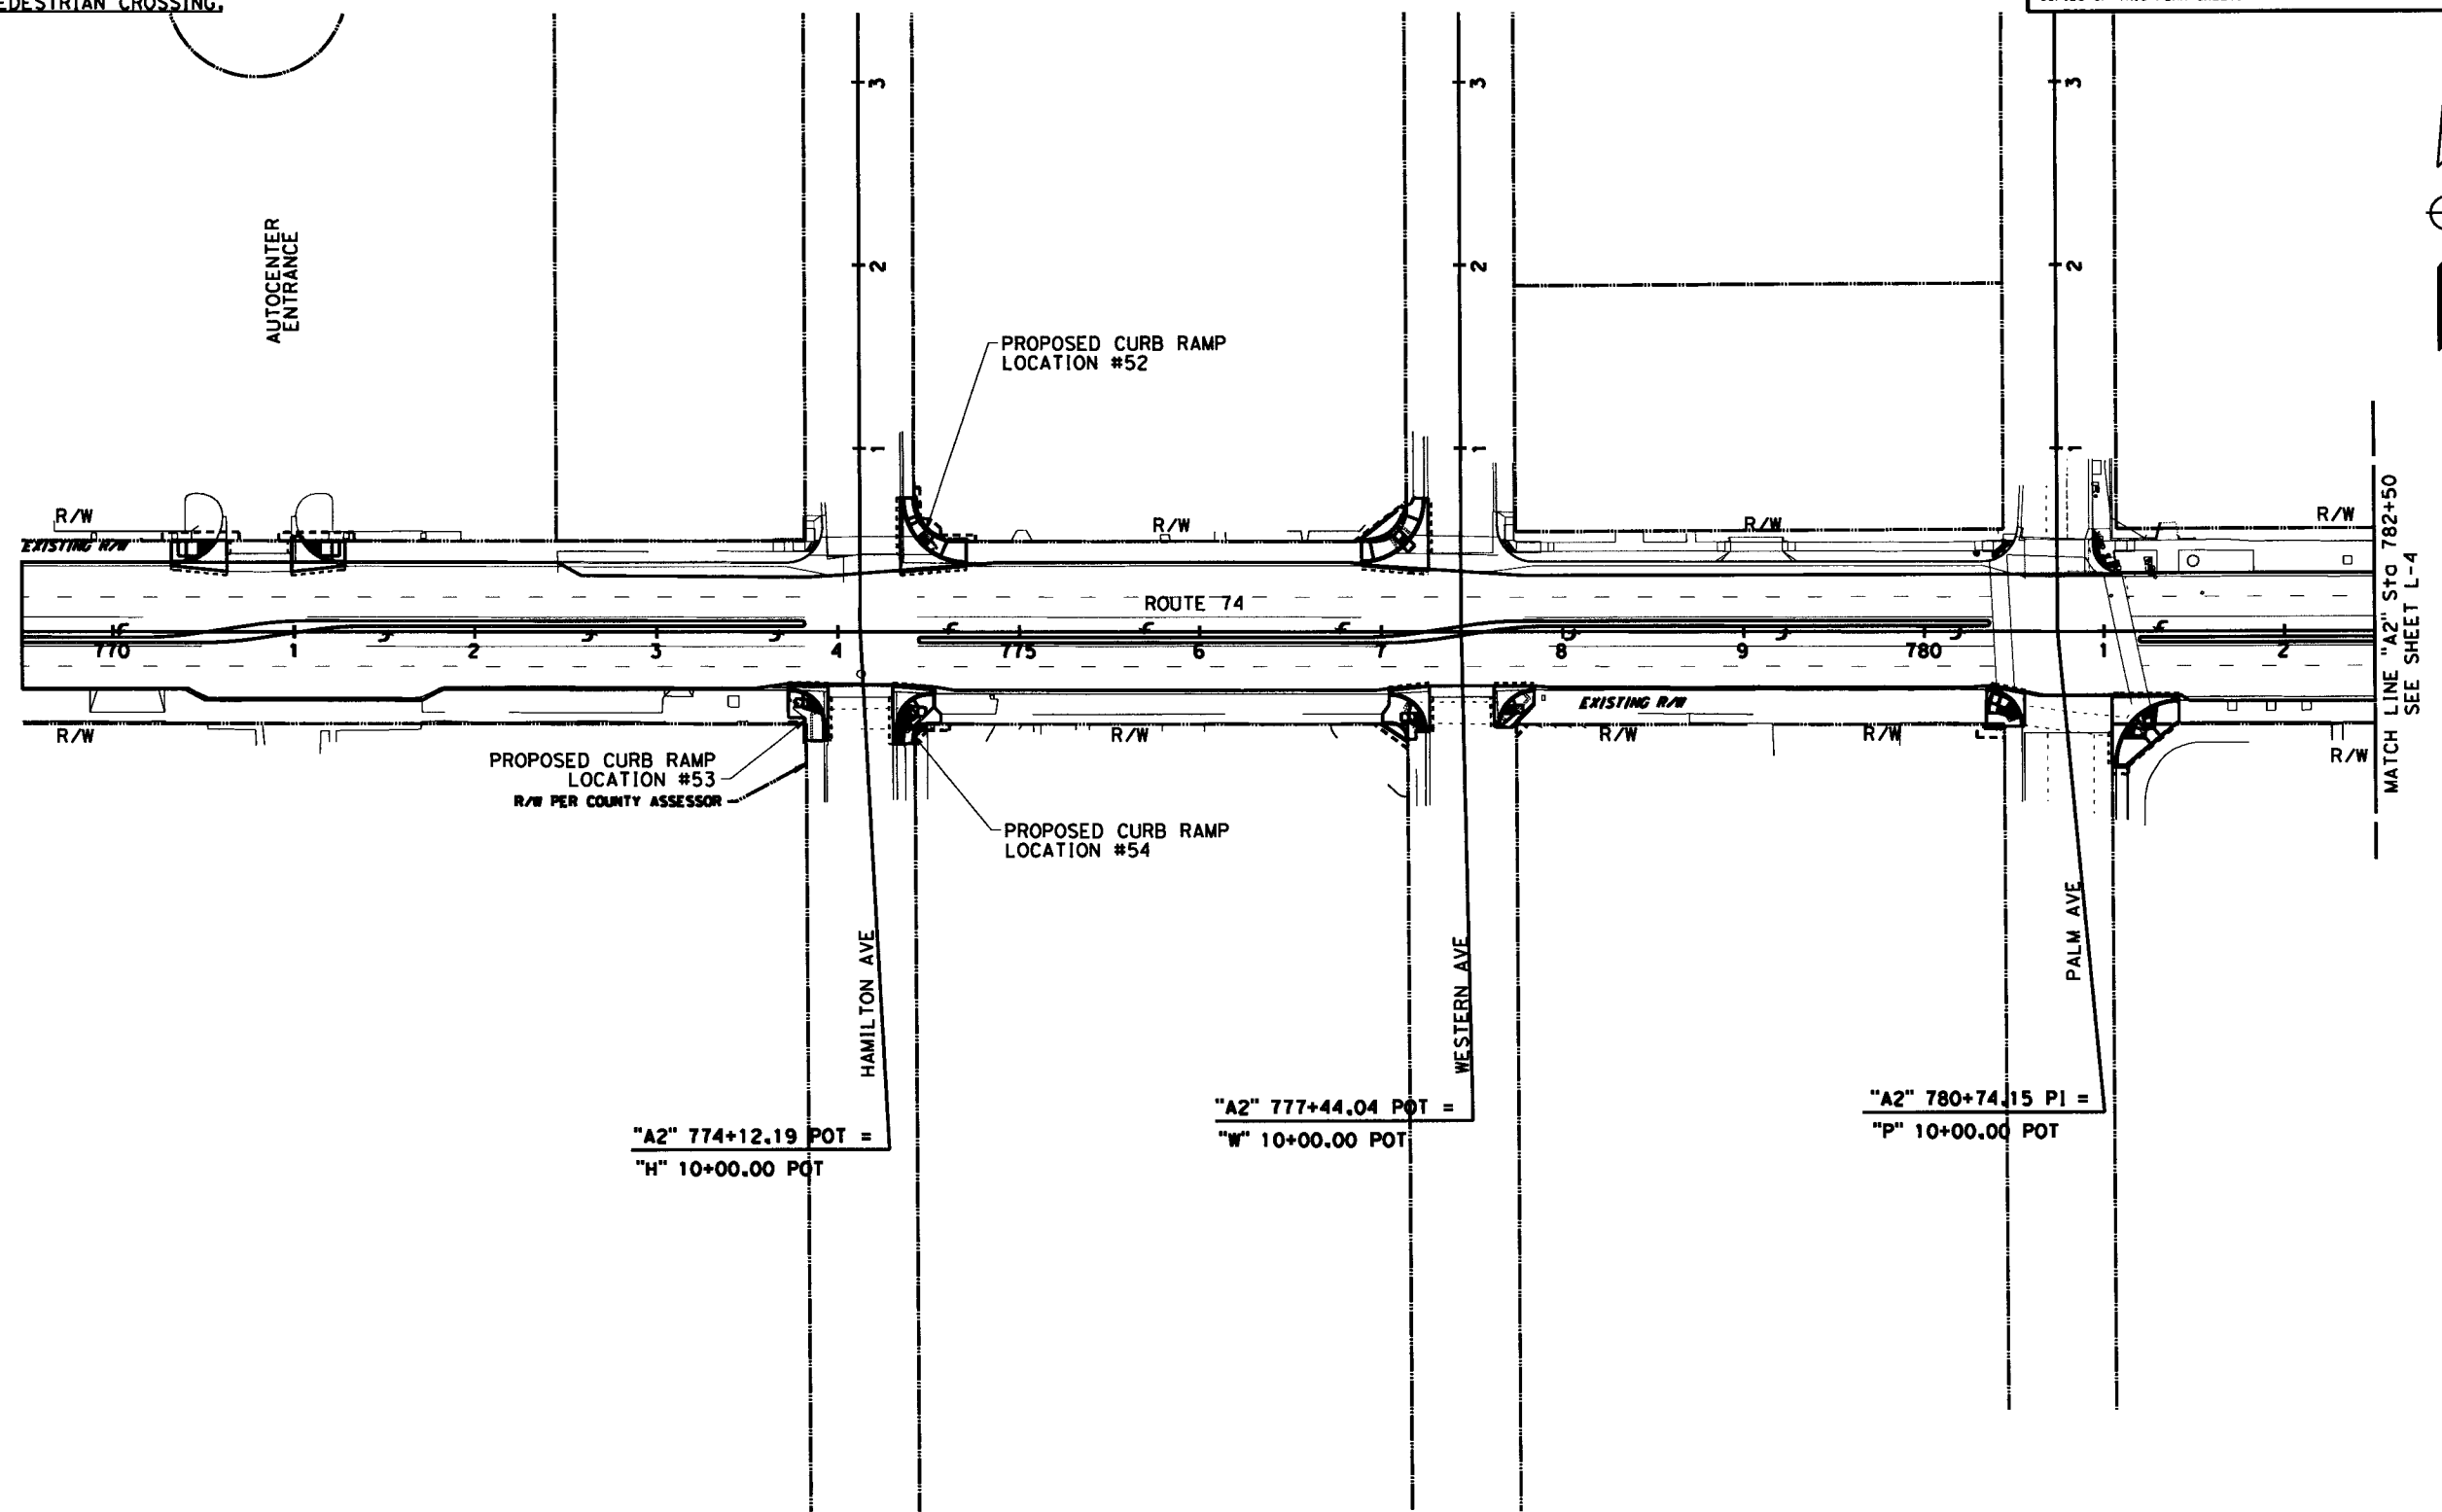 PEDESTRIAN CROSSING.
3
3
3
AUTOCENTER
ENTRANCE
2
2
2
PROPOSED CURB RAMP
LOCATION #52
1
1
1
R/W
R/W
R/W
R/W
EXISTING R/W
MATCH LINE "A2" Sta 782+50
SEE SHEET L-4
ROUTE 74
770
1
2
3
4
775
6
7
8
9
780
1
2
EXISTING R/W
R/W
R/W
R/W
R/W
R/W
PROPOSED CURB RAMP
LOCATION #53
R/W PER COUNTY ASSESSOR
PROPOSED CURB RAMP
LOCATION #54
HAMILTON AVE
WESTERN AVE
PALM AVE
"A2" 774+12.19 POT =
"H" 10+00.00 POT
"A2" 777+44.04 POT =
"W" 10+00.00 POT
"A2" 780+74.15 PI =
"P" 10+00.00 POT